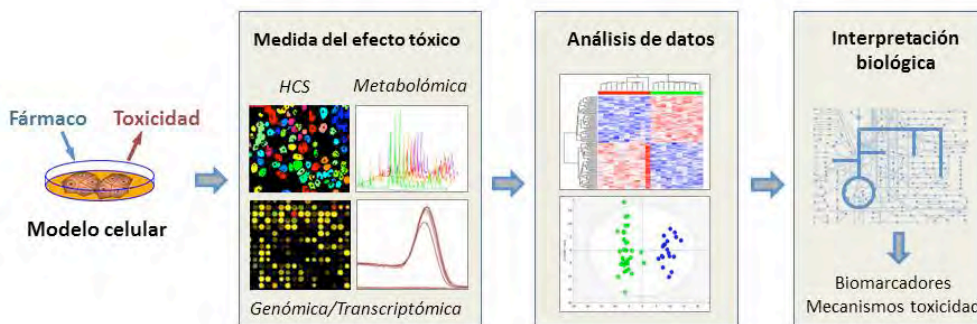 Fármaco
Toxicidad
Modelo celular
Medida del efecto tóxico
HCS
Metabolómica
Genómica/Transcriptómica
Análisis de datos
Interpretación
biológica
Biomarcadores
Mecanismos toxicidad